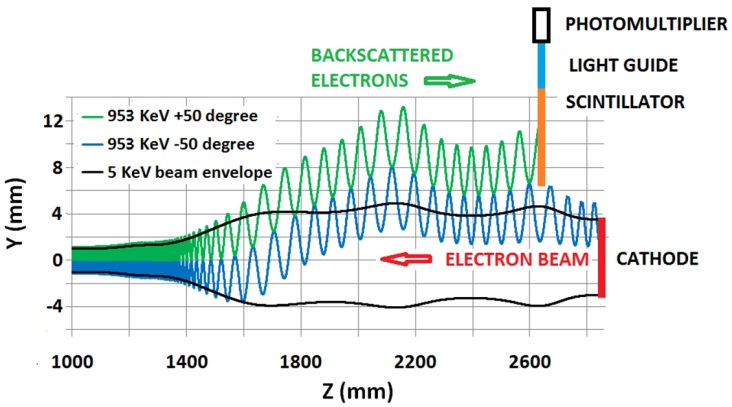 PHOTOMULTIPLIER
BACKSCATTERED
ELECTRONS
LIGHT GUIDE
SCINTILLATOR
953 KeV +50 degree
953 KeV -50 degree
5 KeV beam envelope
12
8
4
0
-4
Y (mm)
ELECTRON BEAM
CATHODE
1000
1400
1800
2200
2600
Z (mm)